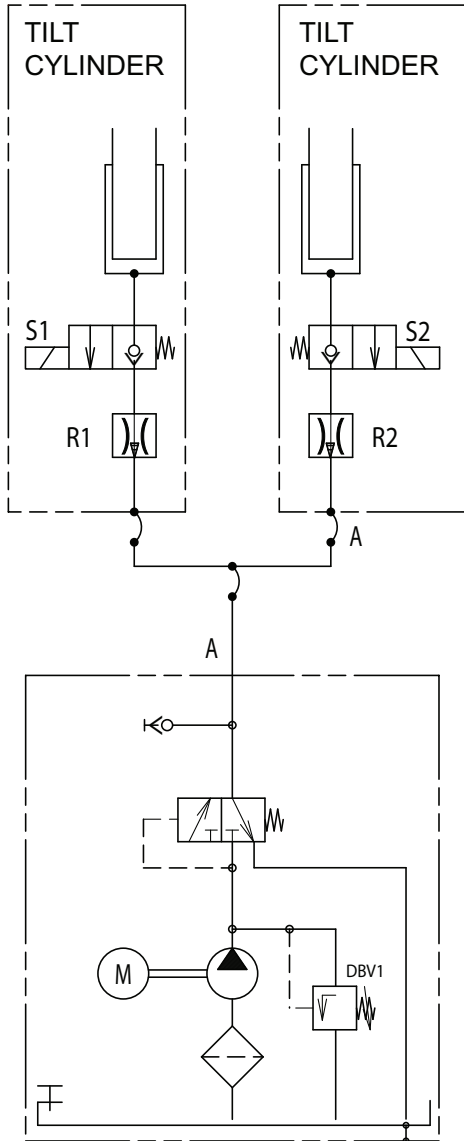 TILT
CYLINDER
TILT
CYLINDER
S1
S2
R1
R2
A
A
M
DBV1